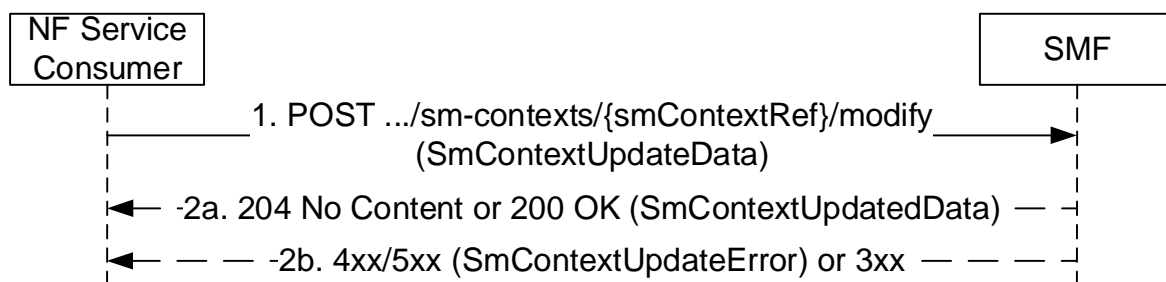 NF Service
Consumer
SMF
1. POST .../sm-contexts/{smContextRef}/modify
(SmContextUpdateData)
2a. 204 No Content or 200 OK (SmContextUpdatedData)
2b. 4xx/5xx (SmContextUpdateError) or 3xx